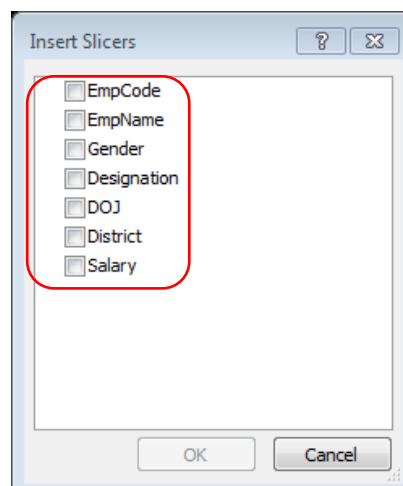 Insert Slicers
?
EmpCode
EmpName
Gender
Designation
DOJ
District
Salary
OK Cancel